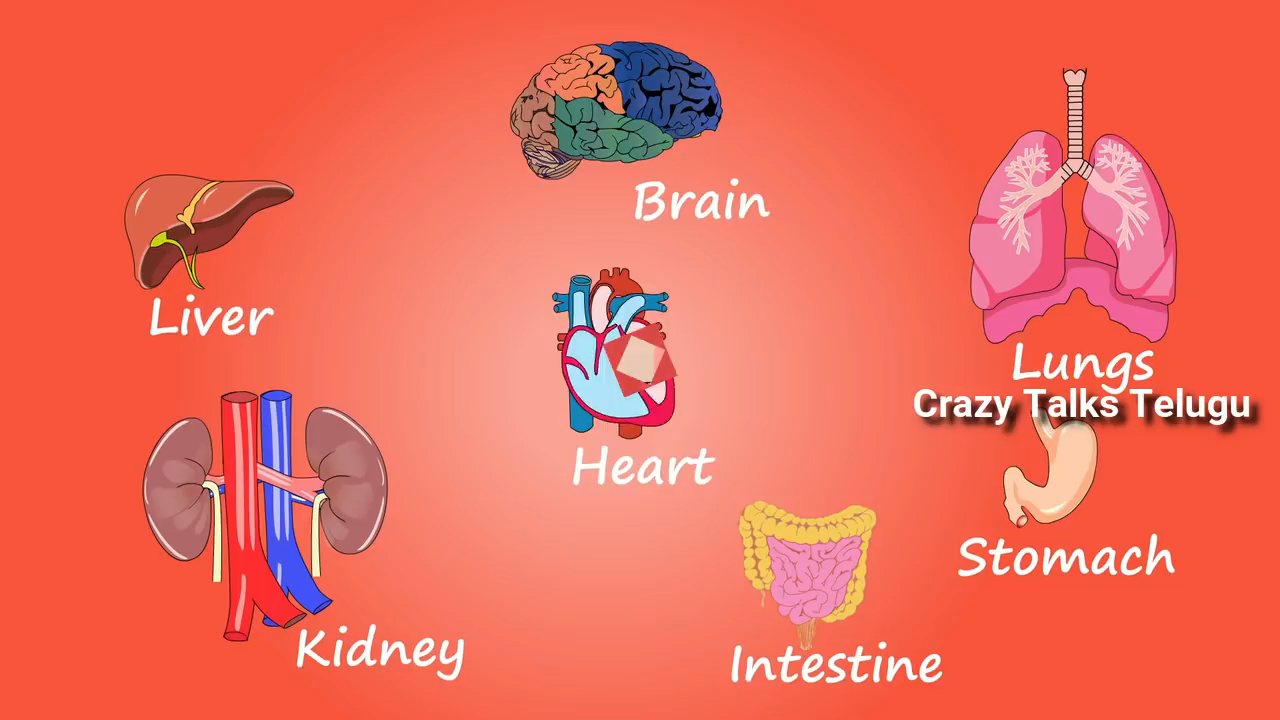 Brain
Liver
Lungs
Crazy Talks Telugu
Heart
Stomach
Kidney
Intestine